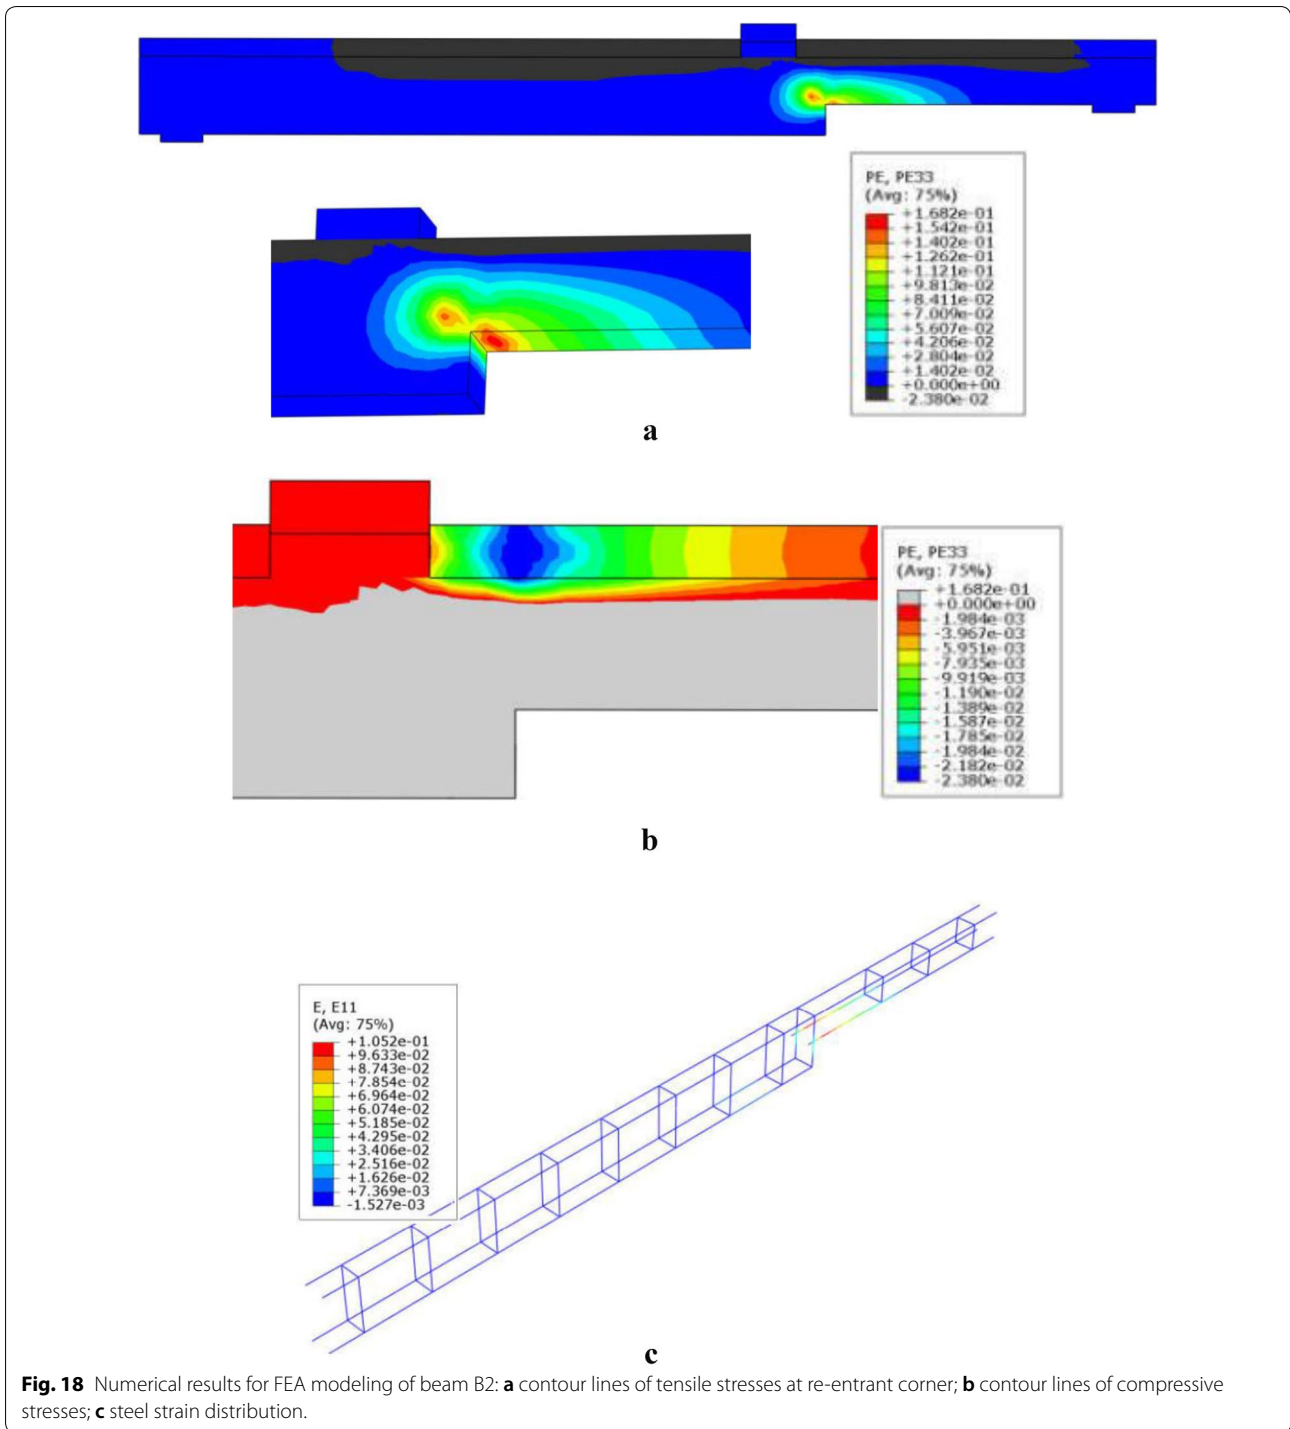 PE, PE33
(Avg: 75%)
+1.682e-01
+1.542e-01
+1.402e-01
+1.262e-01
+1.121e-01
+9.813e-02
+8.411e-02
+7.009e-02
+5.607e-02
+4.206e-02
+2.804e-02
+1.402e-02
+0.000e+00
-2.380e-02
a
PE, PE33
(Avg: 75%)
+1.682e-01
+0.000e+00
-1.984e-03
-3.967e-03
-5.951e-03
-7.935e-03
-9.919e-03
-1.190e-02
-1.389e-02
-1.587e-02
-1.785e-02
-1.984e-02
-2.182e-02
-2.380e-02
b
E, E11
(Avg: 75%)
+1.052e-01
+9.633e-02
+8.743e-02
+7.854e-02
+6.964e-02
+6.074e-02
+5.185e-02
+4.295e-02
+3.406e-02
+2.516e-02
+1.626e-02
+7.369e-03
-1.527e-03
c
Fig. 18 Numerical results for FEA modeling of beam B2: a contour lines of tensile stresses at re-entrant corner; b contour lines of compressive
stresses; c steel strain distribution.